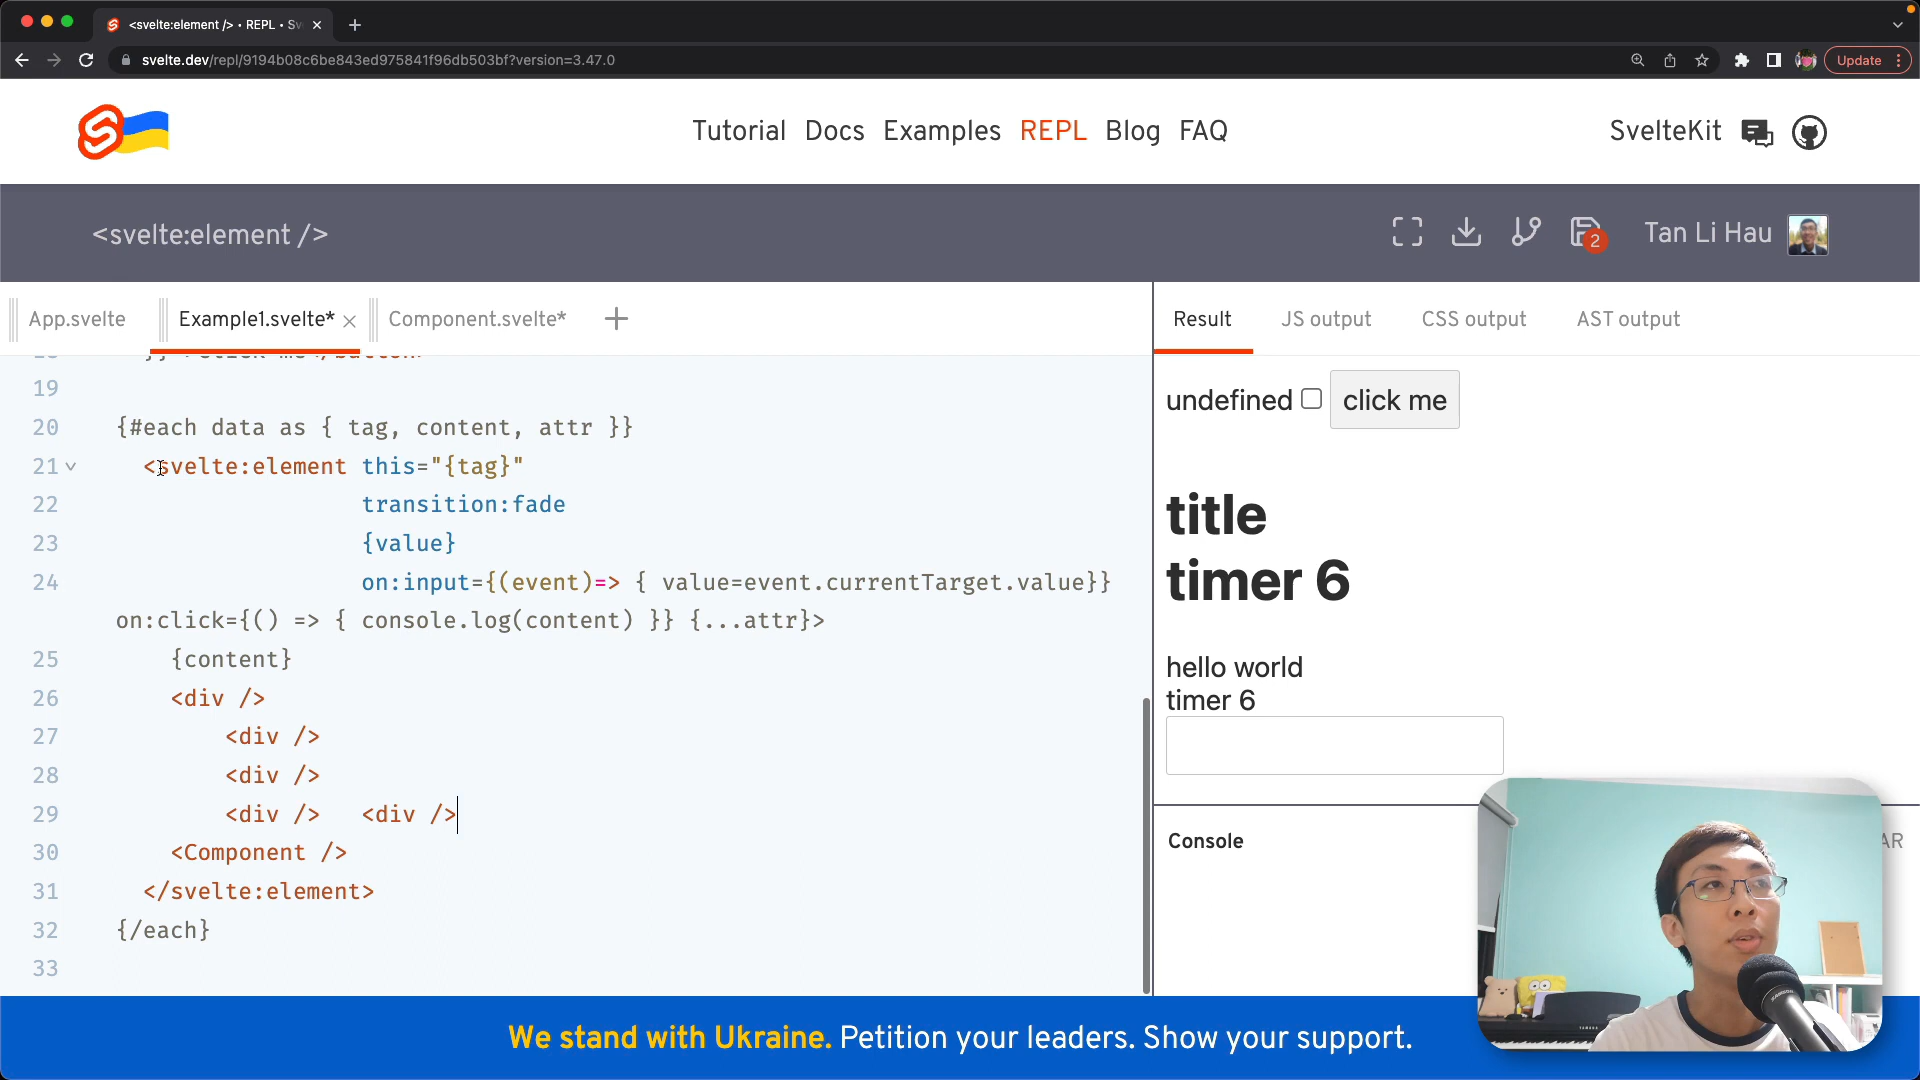 <svelte:element /> • REPL • Sv
svelte.dev/repl/9194b08c6be843ed975841f96db503bf?version=3.47.0
Update
Tutorial Docs Examples REPL Blog FAQ
SvelteKit
<svelte:element />
2
Tan Li Hau
App.svelte
Example1.svelte*
Component.svelte*
Result
JS output
CSS output
AST output
19
20 {#each data as { tag, content, attr }}
21 <svelte:element this="{tag}"
22 transition:fade
23 {value}
24 on:input={(event)=> { value=event.currentTarget.value}}
on:click={() => { console.log(content) }} {...attr}>
25 {content}
26 <div />
27 <div />
28 <div />
29 <div /> <div />
30 <Component />
31 </svelte:element>
32 {/each}
33
undefined
click me
title
timer 6
hello world
timer 6
Console
AR
We stand with Ukraine. Petition your leaders. Show your support.